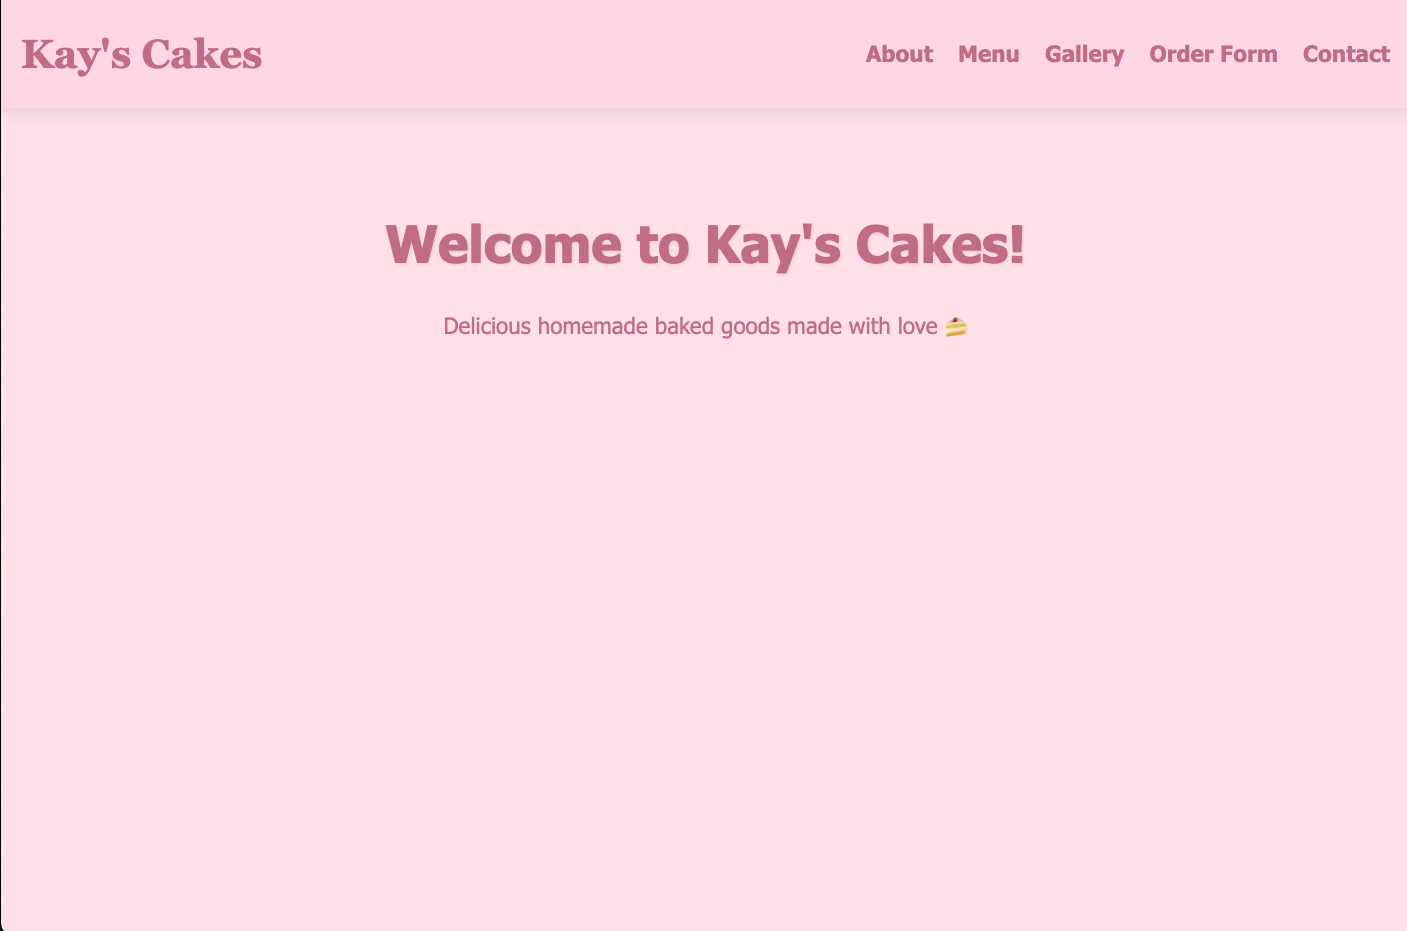 Kay's Cakes
About Menu Gallery Order Form Contact
Welcome to Kay's Cakes!
Delicious homemade baked goods made with love 🍰